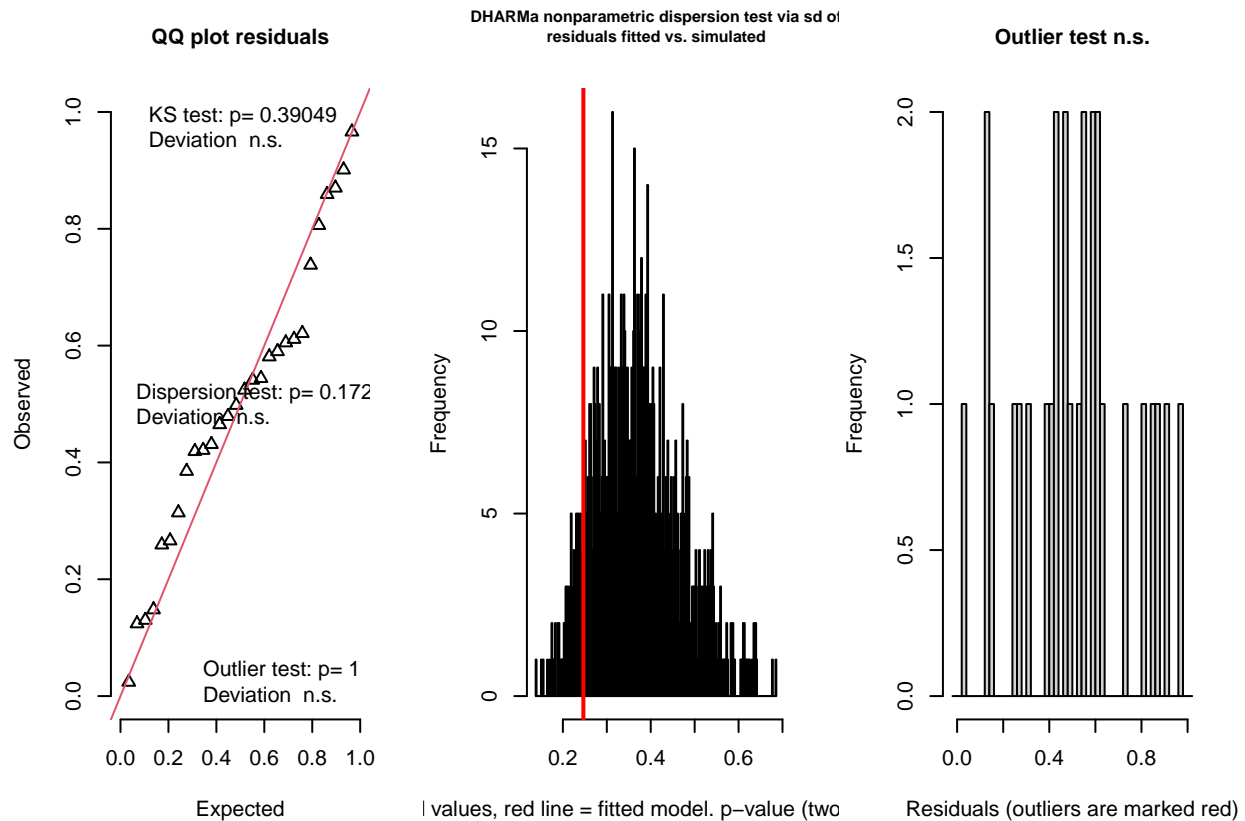 QQ plot residuals
KS test: p= 0.39049
Deviation n.s.
Dispersion test: p= 0.172
Deviation n.s.
Outlier test: p= 1
Deviation n.s.
Observed
0.0 0.2 0.4 0.6 0.8 1.0
0.0 0.2 0.4 0.6 0.8 1.0
Expected
DHARMa nonparametric dispersion test via sd of
residuals fitted vs. simulated
Frequency
0 5 10 15
0.2 0.4 0.6
values, red line = fitted model. p−value (two
Outlier test n.s.
Frequency
0.0 0.5 1.0 1.5 2.0
0.0 0.4 0.8
Residuals (outliers are marked red)